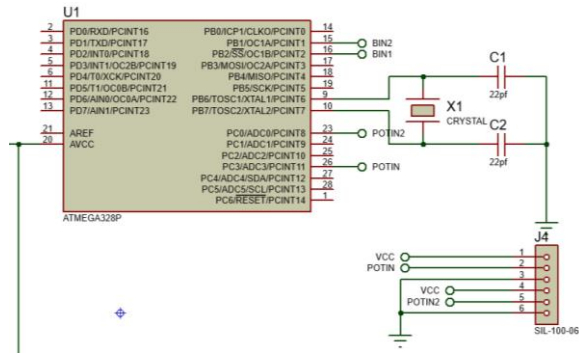 U1
2 PD0/RXD/PCINT16 PB0/ICP1/CLKO/PCINT0 14
3 PD1/TXD/PCINT17 PB1/OC1A/PCINT1 15 BIN2
4 PD2/INT0/PCINT18 PB2/SS/OC1B/PCINT2 16 BIN1
5 PD3/INT1/OC2B/PCINT19 PB3/MOSI/OC2A/PCINT3 17
6 PD4/T0/XCK/PCINT20 PB4/MISO/PCINT4 18
11 PD5/T1/OC0B/PCINT21 PB5/SCK/PCINT5 19
12 PD6/AIN0/OC0A/PCINT22 PB6/TOSC1/XTAL1/PCINT6 9
13 PD7/AIN1/PCINT23 PB7/TOSC2/XTAL2/PCINT7 10
21 AREF PC0/ADC0/PCINT8 23 POTIN2
20 AVCC PC1/ADC1/PCINT9 24
PC2/ADC2/PCINT10 25
PC3/ADC3/PCINT11 26 POTIN
PC4/ADC4/SDA/PCINT12 27
PC5/ADC5/SCL/PCINT13 28
PC6/RESET/PCINT14 1
ATMEGA328P
C1
22pf
X1
CRYSTAL
C2
22pf
J4
VCC 1
POTIN 2
3
VCC 4
POTIN2 5
6
SIL-100-06